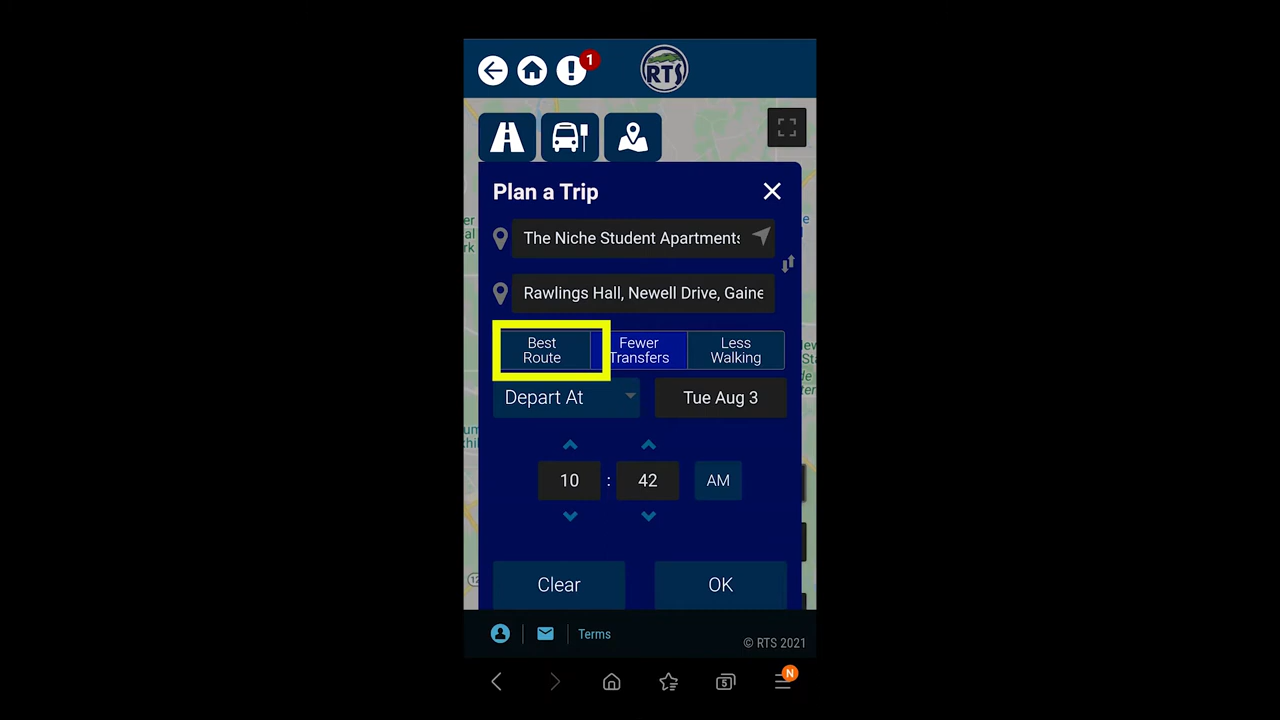 1
RTS
Plan a Trip
The Niche Student Apartments
Rawlings Hall, Newell Drive, Gaine
Best
Route
Fewer
Transfers
Less
Walking
Depart At
Tue Aug 3
10 : 42 AM
Clear
OK
Terms
© RTS 2021
5
N